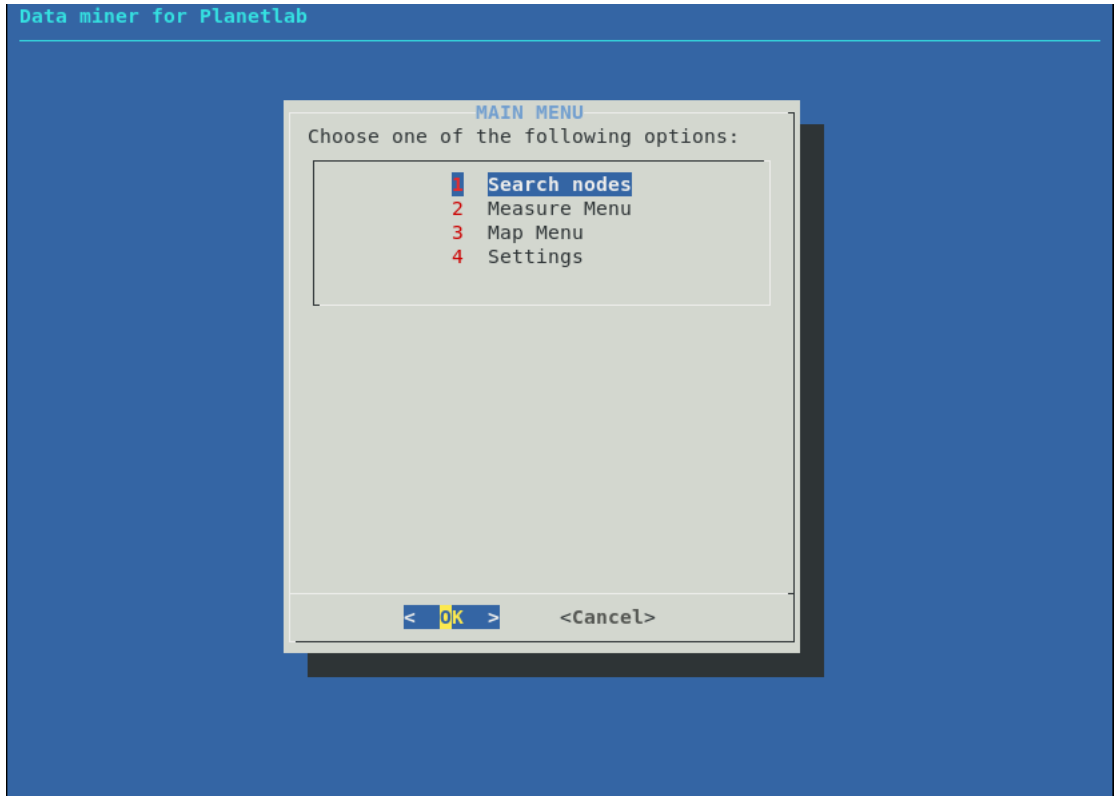 Data miner for Planetlab
MAIN MENU
Choose one of the following options:
1 Search nodes
2 Measure Menu
3 Map Menu
4 Settings
< OK > <Cancel>